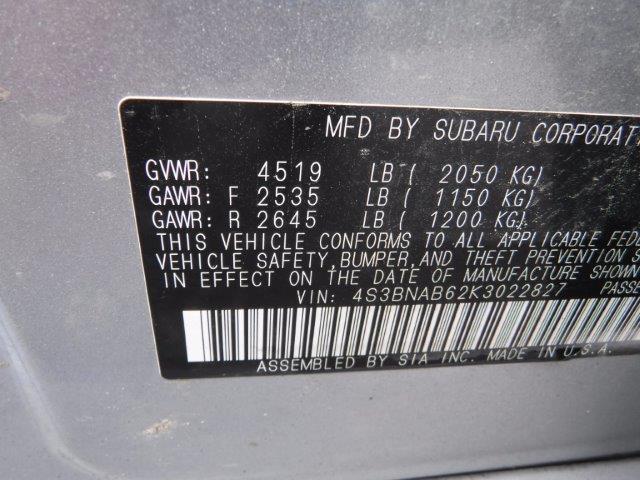 MFD BY SUBARU CORPORATI
GVWR: 4519 LB ( 2050 KG)
GAWR: F 2535 LB ( 1150 KG)
GAWR: R 2645 LB ( 1200 KG)
THIS VEHICLE CONFORMS TO ALL APPLICABLE FEDE
VEHICLE SAFETY, BUMPER, AND THEFT PREVENTION S
IN EFFECT ON THE DATE OF MANUFACTURE SHOWN
VIN: 4S3BNAB62K3022827 PASSE
ASSEMBLED BY SIA INC. MADE IN U.S.A.